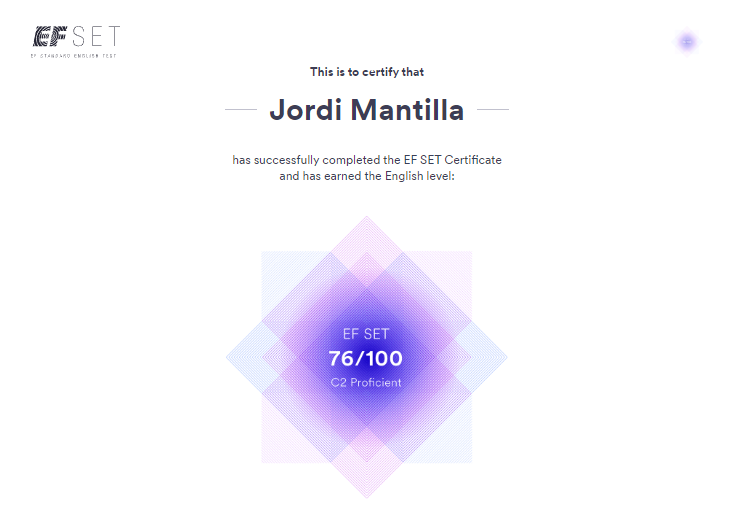 EF SET
EF STANDARD ENGLISH TEST
This is to certify that
Jordi Mantilla
has successfully completed the EF SET Certificate
and has earned the English level:
EF SET
76/100
C2 Proficient